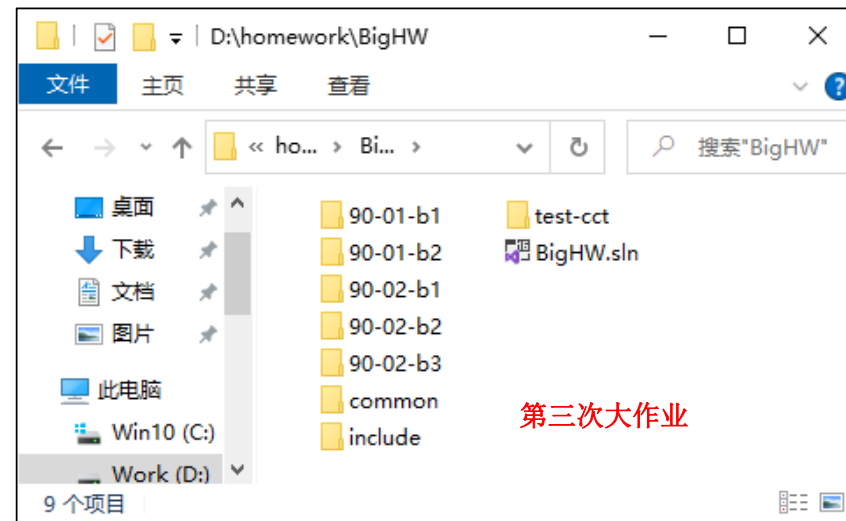 D:\homework\BigHW
文件 主页 共享 查看
« ho... › Bi... › 搜索"BigHW"
桌面
下载
文档
图片
此电脑
Win10 (C:)
Work (D:)
90-01-b1
90-01-b2
90-02-b1
90-02-b2
90-02-b3
common
include
test-cct
BigHW.sln
第三次大作业
9 个项目